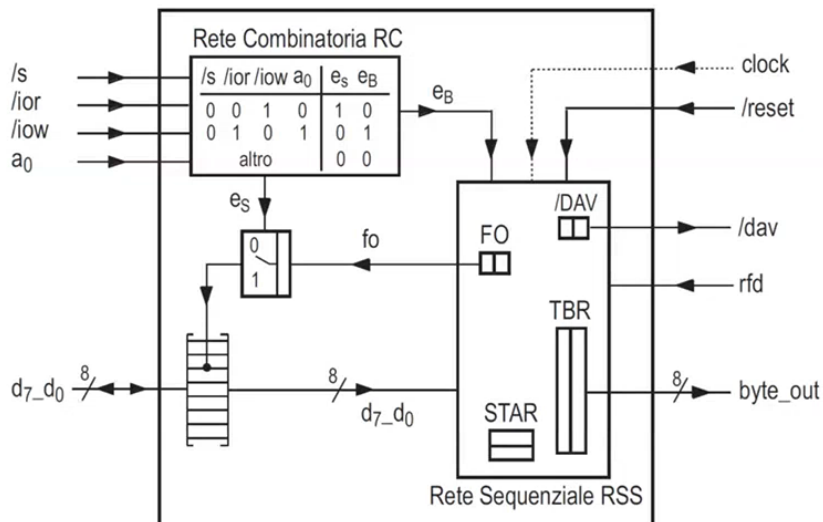 Rete Combinatoria RC
/s /ior /iow a0 es eB
0 0 1 0 1 0
0 1 0 1 0 1
altro 0 0
/s
/ior
/iow
a0
eB
clock
/reset
eS
0
1
fo
FO
/DAV
/dav
rfd
TBR
d7_d0
8
8
d7_d0
STAR
8
byte_out
Rete Sequenziale RSS